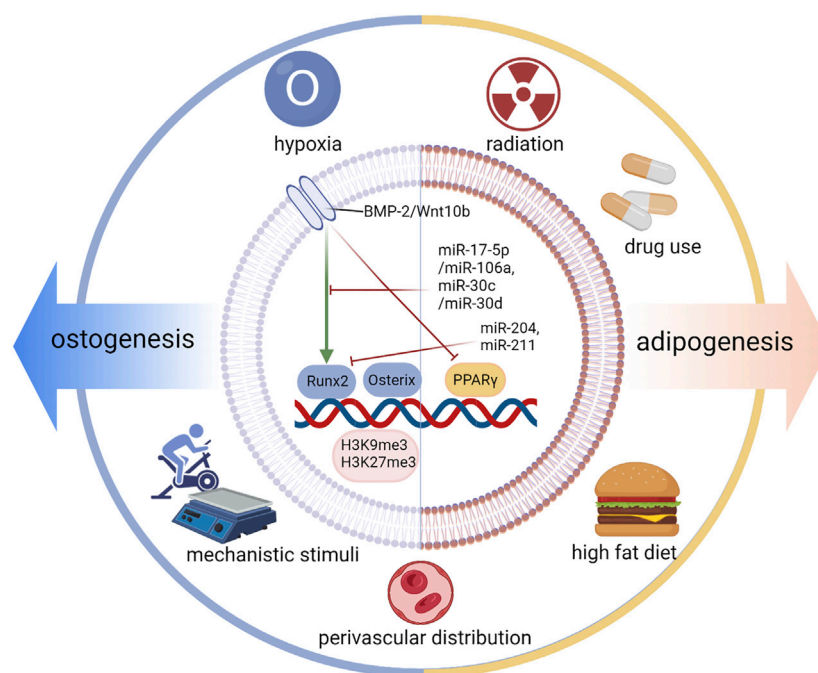 O
hypoxia
radiation
BMP-2/Wnt10b
drug use
miR-17-5p
/miR-106a,
miR-30c
/miR-30d
miR-204,
miR-211
ostogenesis
adipogenesis
Runx2
Osterix
PPARγ
H3K9me3
H3K27me3
mechanistic stimuli
high fat diet
perivascular distribution